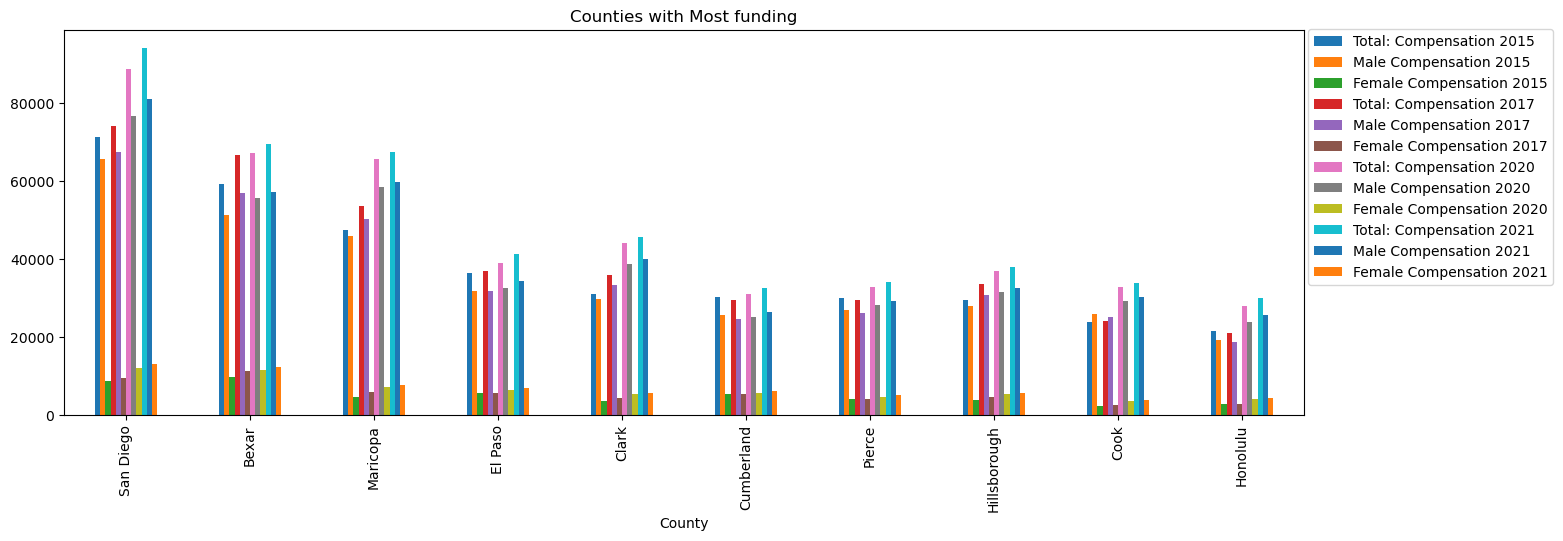 Counties with Most funding
80000
60000
40000
20000
0
San Diego
Bexar
Maricopa
El Paso
Clark
Cumberland
Pierce
Hillsborough
Cook
Honolulu
County
Total: Compensation 2015
Male Compensation 2015
Female Compensation 2015
Total: Compensation 2017
Male Compensation 2017
Female Compensation 2017
Total: Compensation 2020
Male Compensation 2020
Female Compensation 2020
Total: Compensation 2021
Male Compensation 2021
Female Compensation 2021